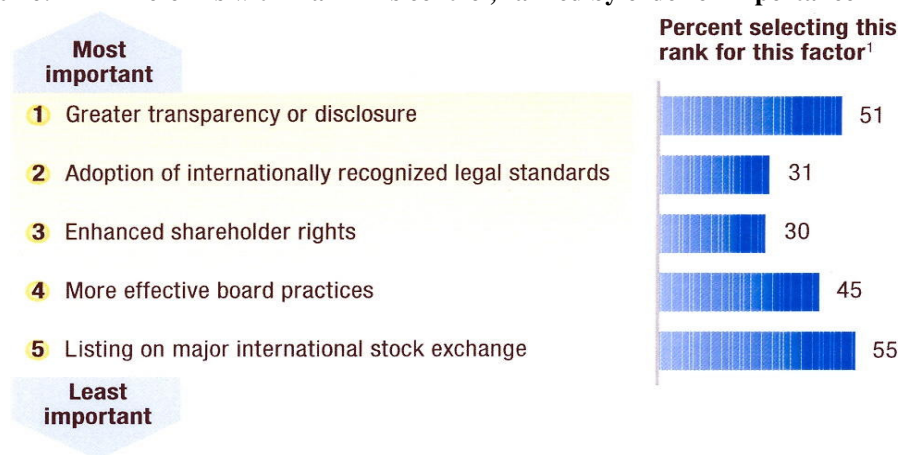 Percent selecting this
rank for this factor¹
Most
important
1 Greater transparency or disclosure 51
2 Adoption of internationally recognized legal standards 31
3 Enhanced shareholder rights 30
4 More effective board practices 45
5 Listing on major international stock exchange 55
Least
important